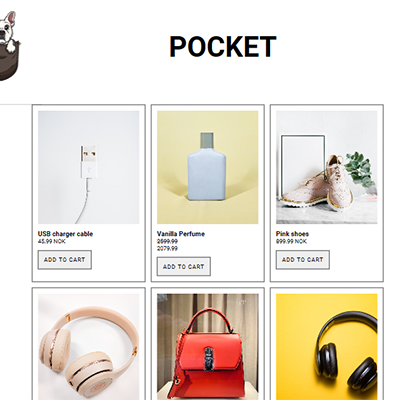 POCKET
USB charger cable
45,99 NOK
ADD TO CART
Vanilla Perfume
2599.99
2079.99
ADD TO CART
Pink shoes
899.99 NOK
ADD TO CART